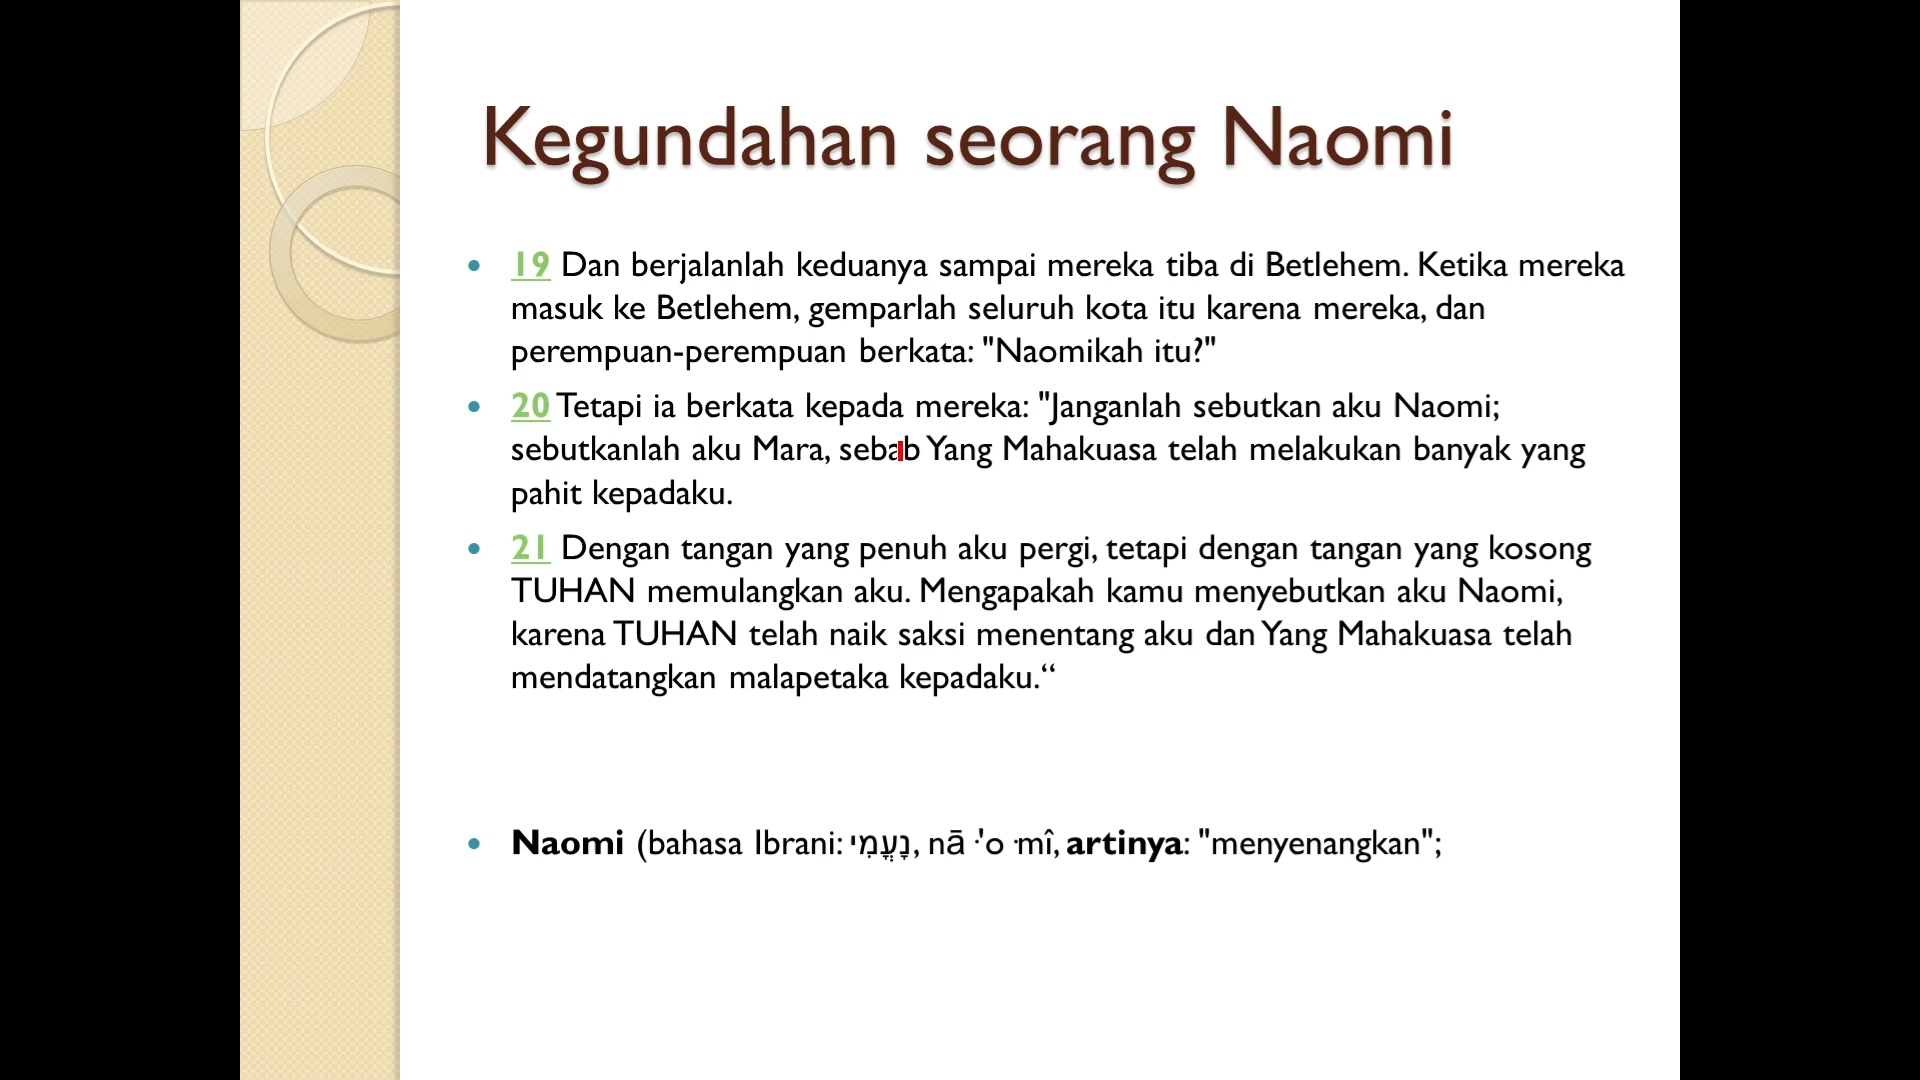 Kegundahan seorang Naomi
• 19 Dan berjalanlah keduanya sampai mereka tiba di Betlehem. Ketika mereka
masuk ke Betlehem, gemparlah seluruh kota itu karena mereka, dan
perempuan-perempuan berkata: "Naomikah itu?"
• 20 Tetapi ia berkata kepada mereka: "Janganlah sebutkan aku Naomi;
sebutkanlah aku Mara, sebab Yang Mahakuasa telah melakukan banyak yang
pahit kepadaku.
• 21 Dengan tangan yang penuh aku pergi, tetapi dengan tangan yang kosong
TUHAN memulangkan aku. Mengapakah kamu menyebutkan aku Naomi,
karena TUHAN telah naik saksi menentang aku dan Yang Mahakuasa telah
mendatangkan malapetaka kepadaku.“
• Naomi (bahasa Ibrani: נָעֳמִי, nā·'o·mî, artinya: "menyenangkan";